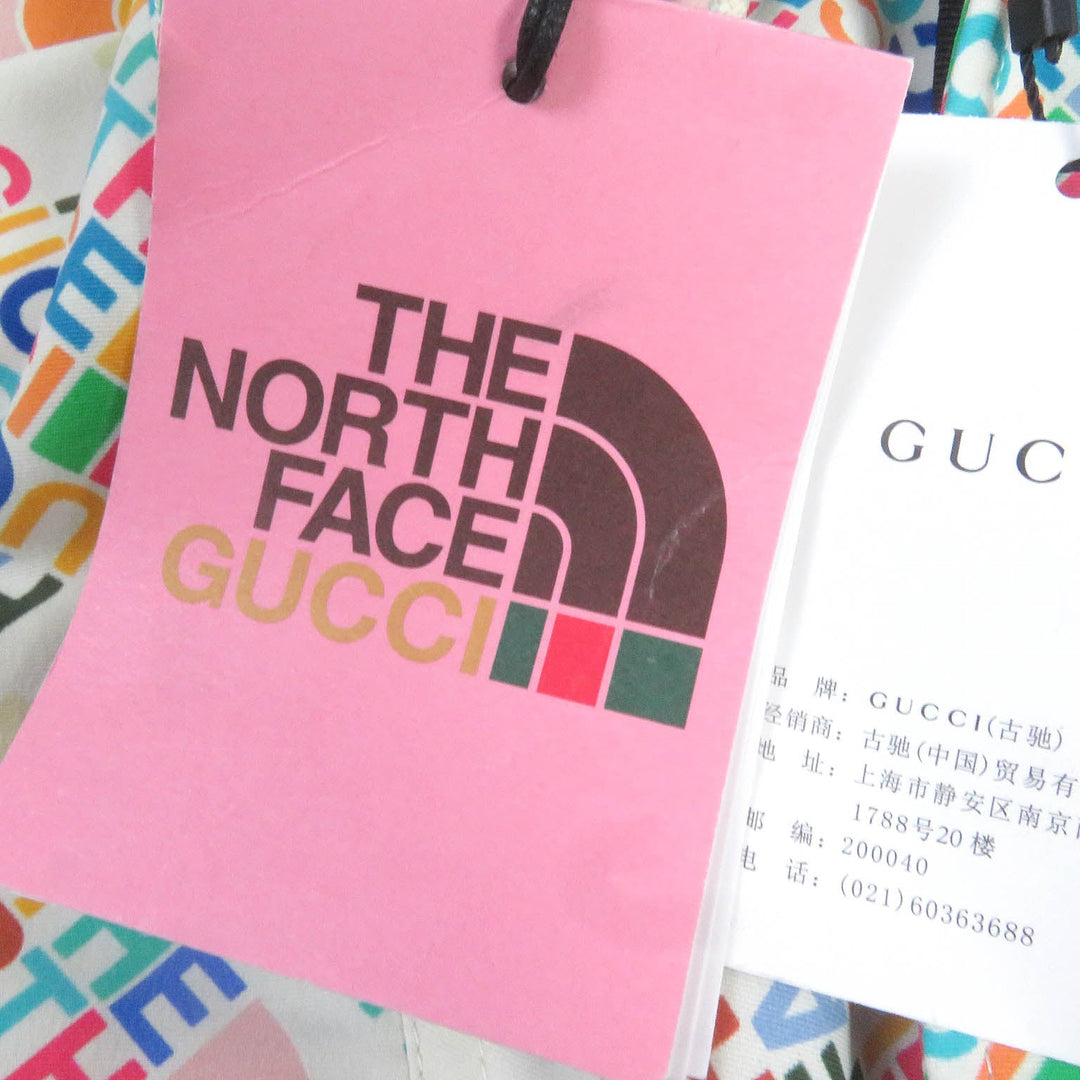 THE
NORTH
FACE
GUCCI
GUC
品 牌: GUCCI(古驰)
经销商: 古驰(中国)贸易有
地 址: 上海市静安区南京
1788号20楼
邮 编: 200040
电 话: (021)60363688